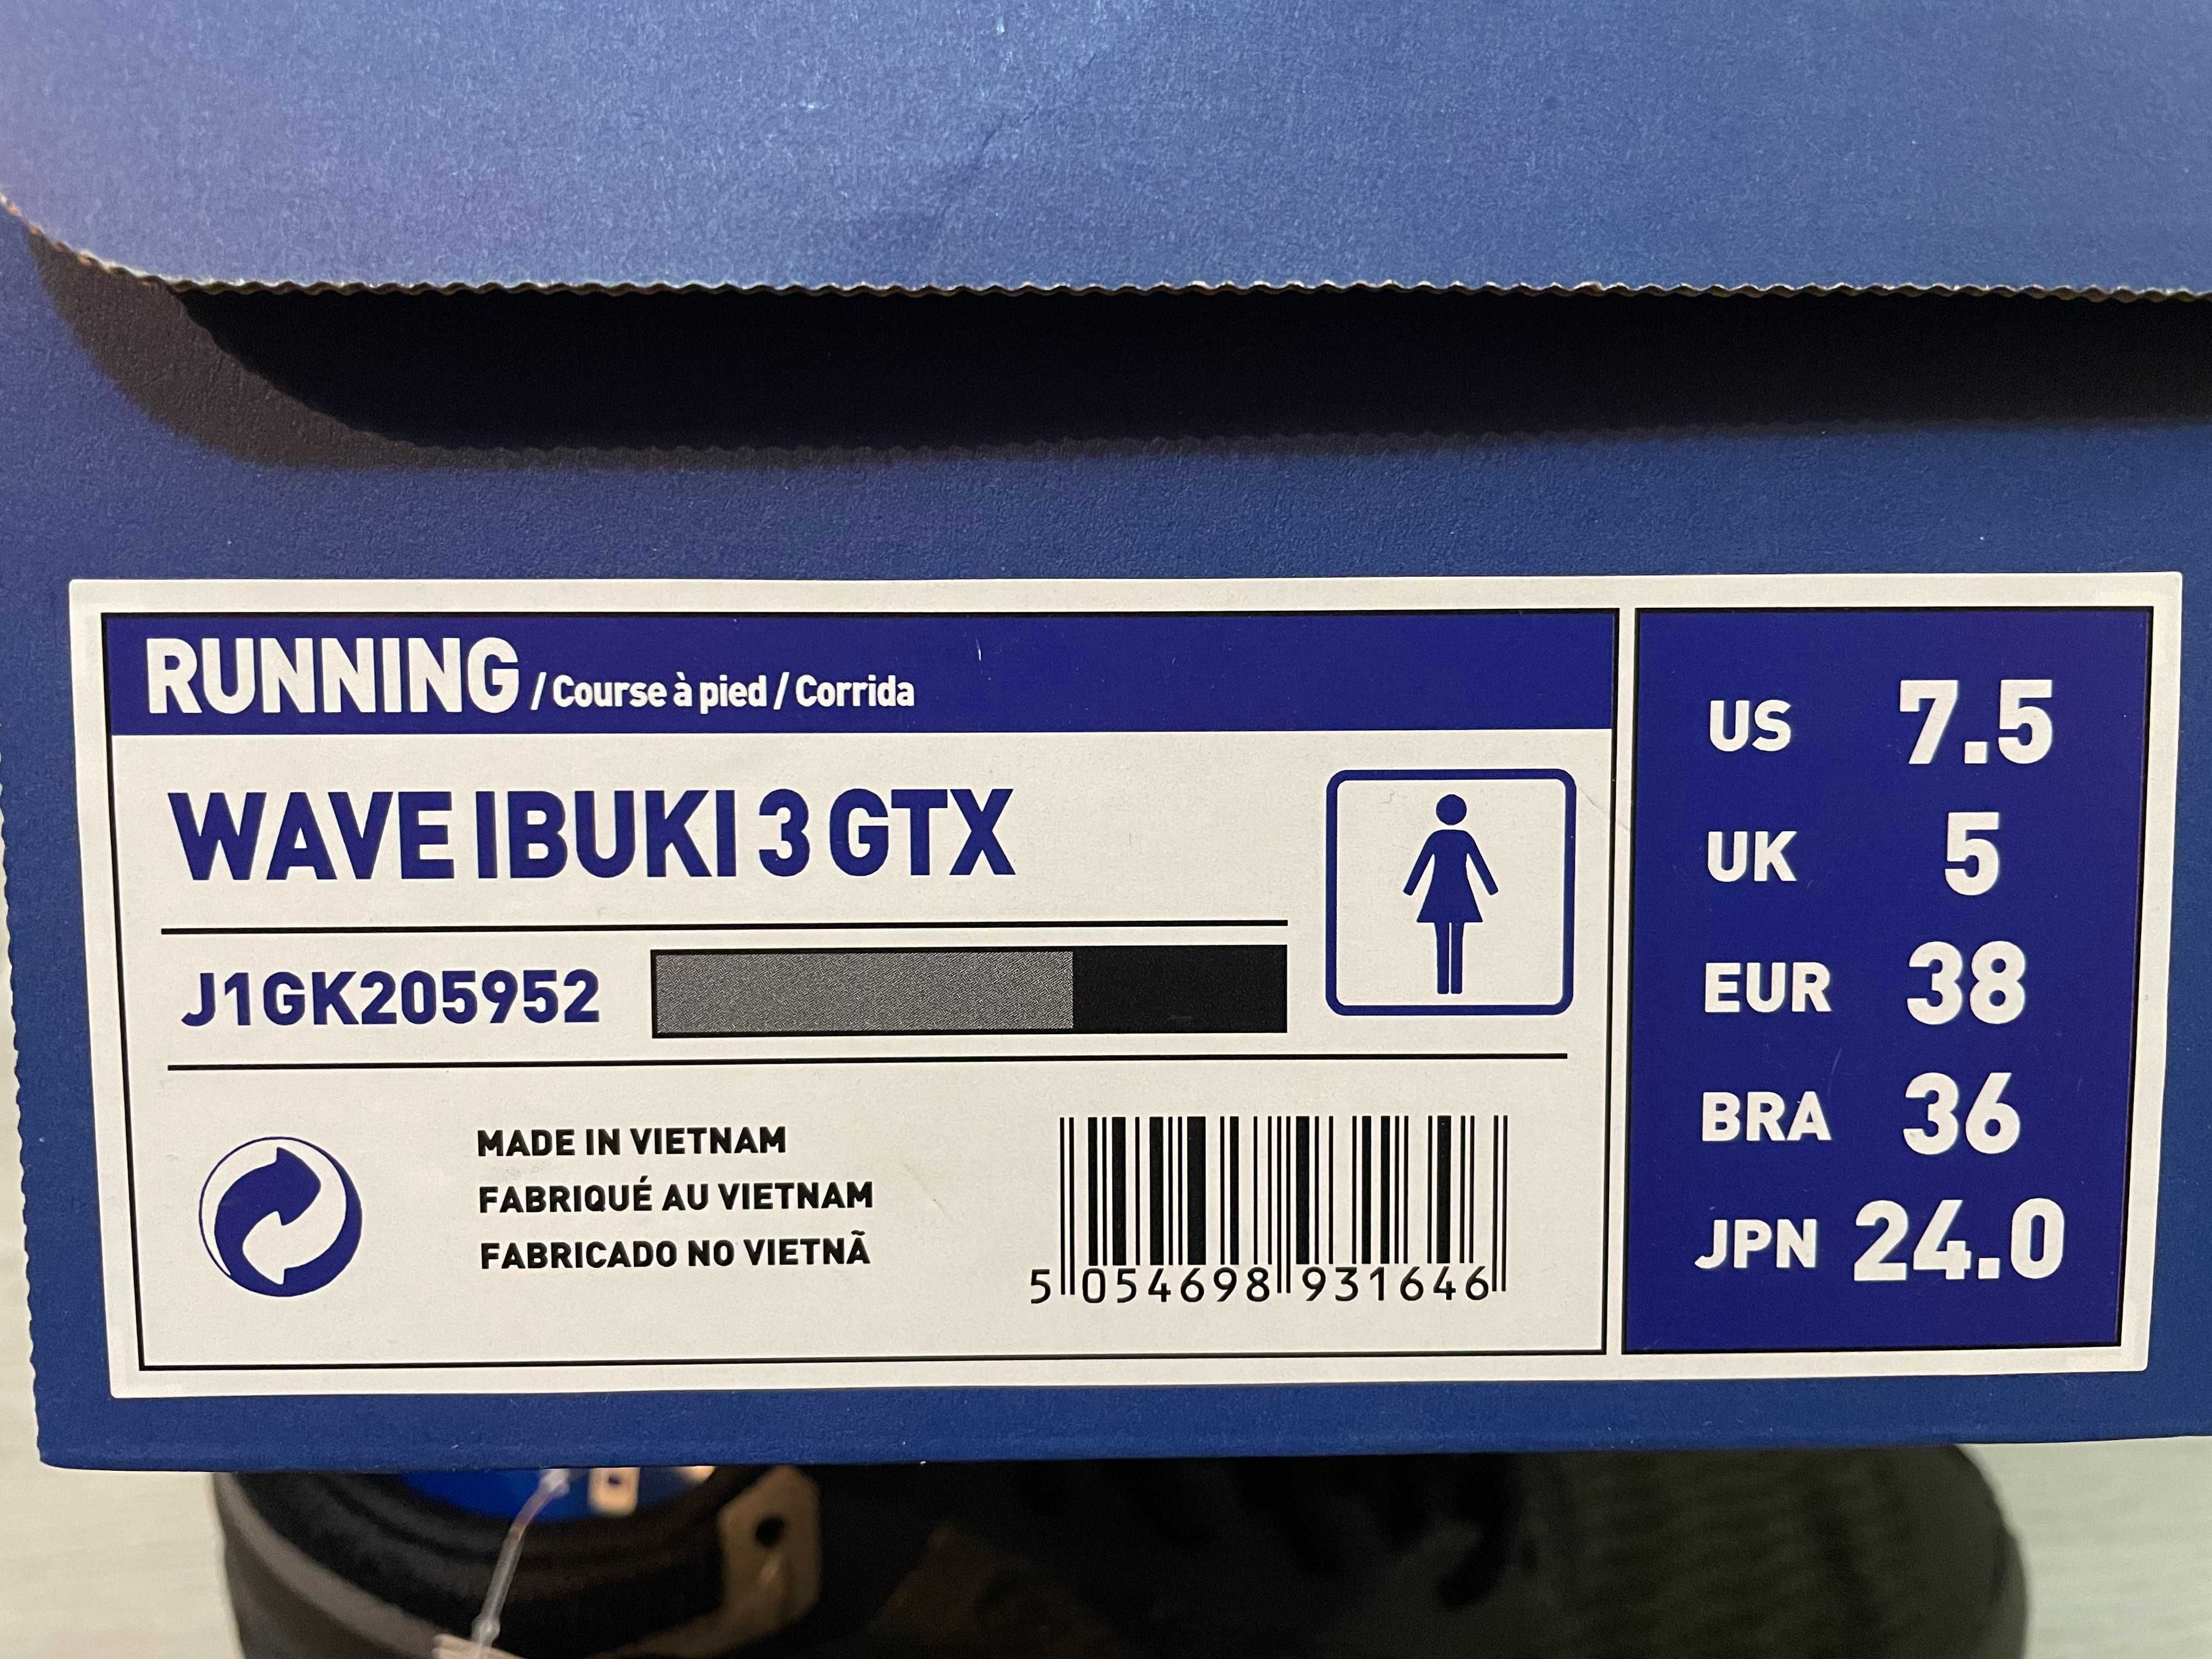 RUNNING / Course à pied / Corrida
WAVE IBUKI 3 GTX
J1GK205952
MADE IN VIETNAM
FABRIQUÉ AU VIETNAM
FABRICADO NO VIETNÃ
5 054698 931646
US 7.5
UK 5
EUR 38
BRA 36
JPN 24.0